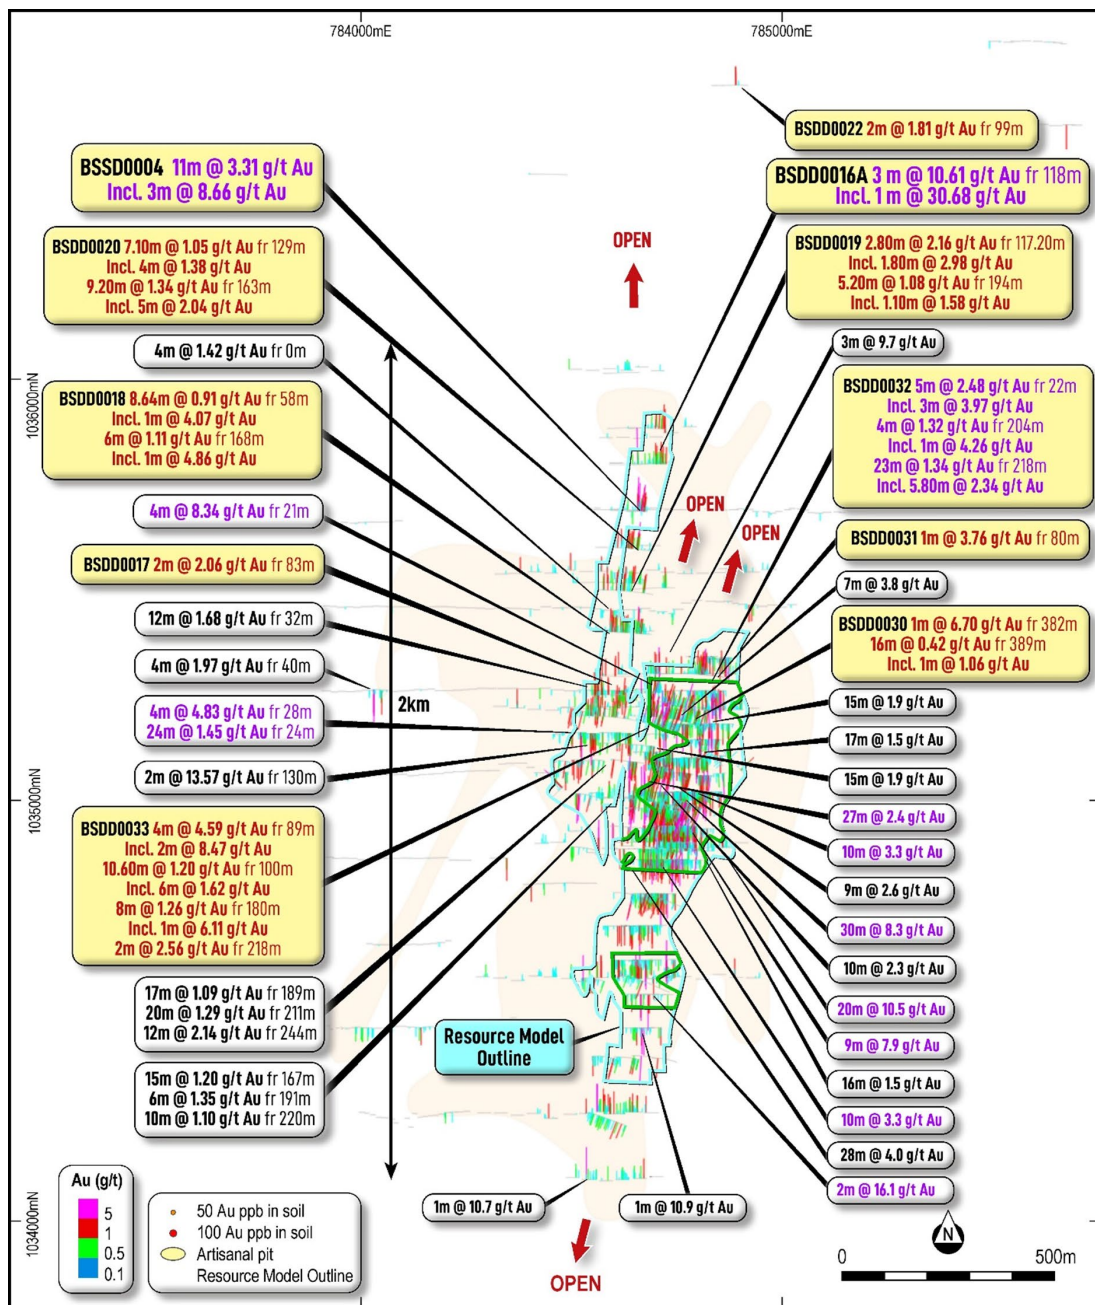 784000mE
785000mE
BSDD0022 2m @ 1.81 g/t Au fr 99m
BSSD0004 11m @ 3.31 g/t Au
Incl. 3m @ 8.66 g/t Au
BSDD0016A 3 m @ 10.61 g/t Au fr 118m
Incl. 1 m @ 30.68 g/t Au
BSDD0020 7.10m @ 1.05 g/t Au fr 129m
Incl. 4m @ 1.38 g/t Au
9.20m @ 1.34 g/t Au fr 163m
Incl. 5m @ 2.04 g/t Au
OPEN
BSDD0019 2.80m @ 2.16 g/t Au fr 117.20m
Incl. 1.80m @ 2.98 g/t Au
5.20m @ 1.08 g/t Au fr 194m
Incl. 1.10m @ 1.58 g/t Au
4m @ 1.42 g/t Au fr 0m
3m @ 9.7 g/t Au
1036000mN
BSDD0018 8.64m @ 0.91 g/t Au fr 58m
Incl. 1m @ 4.07 g/t Au
6m @ 1.11 g/t Au fr 168m
Incl. 1m @ 4.86 g/t Au
BSDD0032 5m @ 2.48 g/t Au fr 22m
Incl. 3m @ 3.97 g/t Au
4m @ 1.32 g/t Au fr 204m
Incl. 1m @ 4.26 g/t Au
23m @ 1.34 g/t Au fr 218m
Incl. 5.80m @ 2.34 g/t Au
4m @ 8.34 g/t Au fr 21m
OPEN
OPEN
BSDD0031 1m @ 3.76 g/t Au fr 80m
BSDD0017 2m @ 2.06 g/t Au fr 83m
7m @ 3.8 g/t Au
12m @ 1.68 g/t Au fr 32m
BSDD0030 1m @ 6.70 g/t Au fr 382m
16m @ 0.42 g/t Au fr 389m
Incl. 1m @ 1.06 g/t Au
4m @ 1.97 g/t Au fr 40m
2km
15m @ 1.9 g/t Au
4m @ 4.83 g/t Au fr 28m
24m @ 1.45 g/t Au fr 24m
17m @ 1.5 g/t Au
2m @ 13.57 g/t Au fr 130m
15m @ 1.9 g/t Au
1035000mN
27m @ 2.4 g/t Au
BSDD0033 4m @ 4.59 g/t Au fr 89m
Incl. 2m @ 8.47 g/t Au
10.60m @ 1.20 g/t Au fr 100m
Incl. 6m @ 1.62 g/t Au
8m @ 1.26 g/t Au fr 180m
Incl. 1m @ 6.11 g/t Au
2m @ 2.56 g/t Au fr 218m
10m @ 3.3 g/t Au
9m @ 2.6 g/t Au
30m @ 8.3 g/t Au
10m @ 2.3 g/t Au
17m @ 1.09 g/t Au fr 189m
20m @ 1.29 g/t Au fr 211m
12m @ 2.14 g/t Au fr 244m
20m @ 10.5 g/t Au
Resource Model
Outline
9m @ 7.9 g/t Au
15m @ 1.20 g/t Au fr 167m
6m @ 1.35 g/t Au fr 191m
10m @ 1.10 g/t Au fr 220m
16m @ 1.5 g/t Au
10m @ 3.3 g/t Au
28m @ 4.0 g/t Au
2m @ 16.1 g/t Au
1m @ 10.7 g/t Au
1m @ 10.9 g/t Au
1034000mN
Au (g/t)
5
1
0.5
0.1
50 Au ppb in soil
100 Au ppb in soil
Artisanal pit
Resource Model Outline
OPEN
N
0
500m